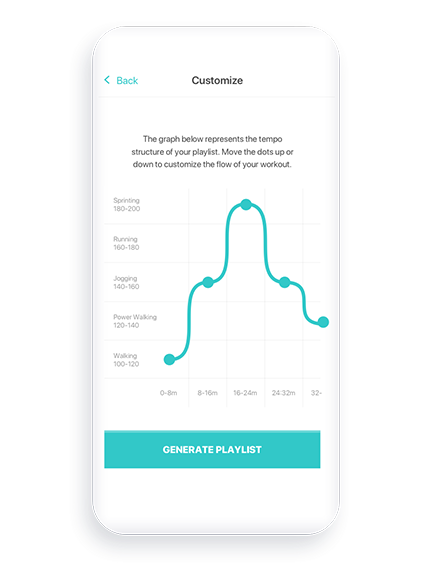 Back
Customize
The graph below represents the tempo
structure of your playlist. Move the dots up or
down to customize the flow of your workout.
Sprinting
180-200
Running
160-180
Jogging
140-160
Power Walking
120-140
Walking
100-120
0-8m
8-16m
16-24m
24:32m
32-
GENERATE PLAYLIST